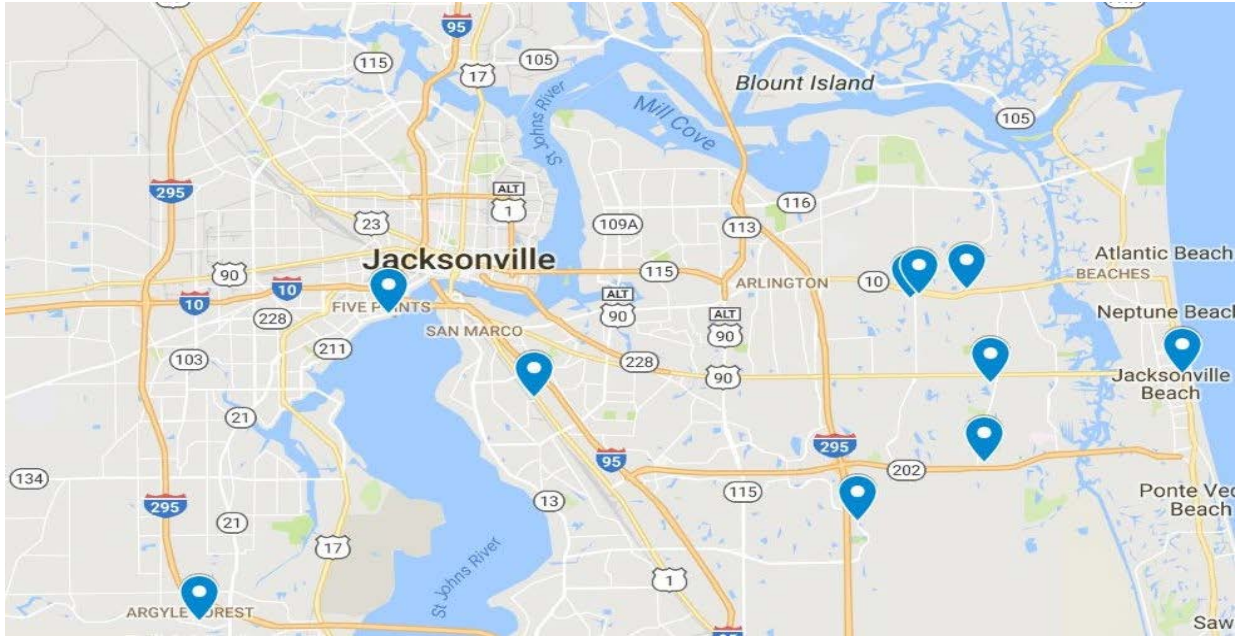 95
115
105
17
Blount Island
Mill Cove
105
St Johns River
295
ALT
1
116
109A
23
113
Jacksonville
115
Atlantic Beach
90
10
BEACHES
10
10
ARLINGTON
ALT
90
FIVE POINTS
228
SAN MARCO
ALT
90
Neptune Beac
211
103
228
90
Jacksonville
Beach
21
134
95
295
202
115
13
Ponte Ved
Beach
295
21
17
St Johns River
1
ARGYLE FOREST
Saw